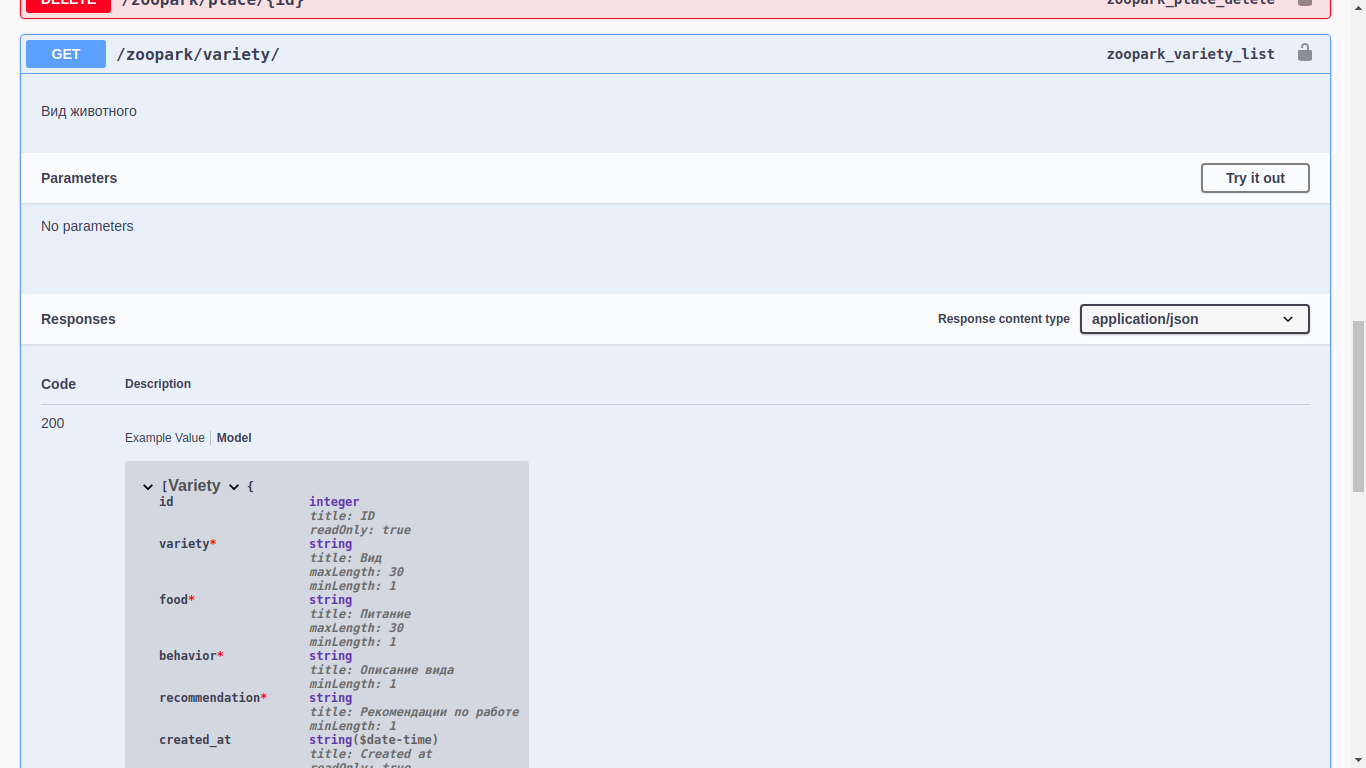 DELETE /zoopark/place/{id} zoopark_place_delete
GET /zoopark/variety/ zoopark_variety_list
Вид животного
Parameters Try it out
No parameters
Responses Response content type application/json
Code Description
200
Example Value Model
[Variety {
id integer
title: ID
readOnly: true
variety* string
title: Вид
maxLength: 30
minLength: 1
food* string
title: Питание
maxLength: 30
minLength: 1
behavior* string
title: Описание вида
minLength: 1
recommendation* string
title: Рекомендации по работе
minLength: 1
created_at string($date-time)
title: Created at
readOnly: true